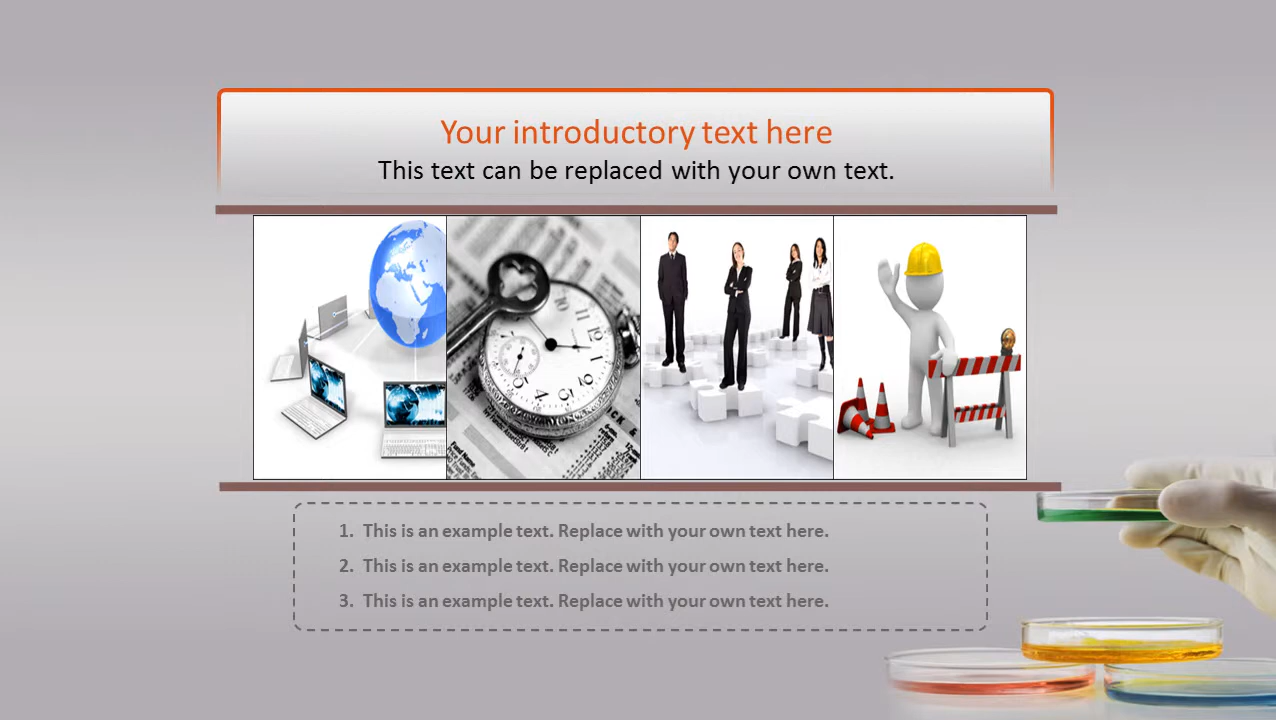 Your introductory text here
This text can be replaced with your own text.
1. This is an example text. Replace with your own text here.
2. This is an example text. Replace with your own text here.
3. This is an example text. Replace with your own text here.